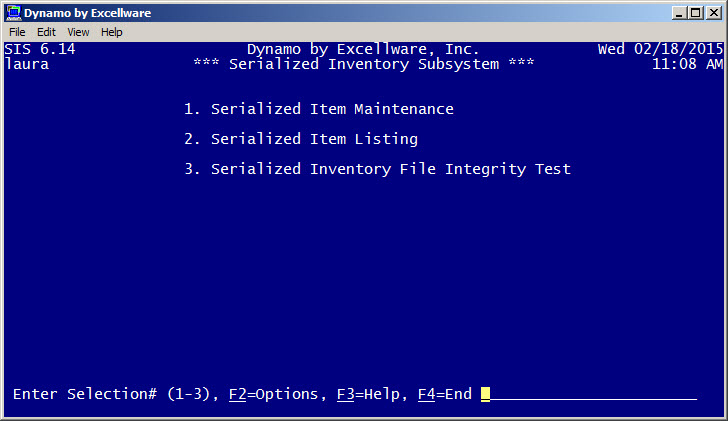 Dynamo by Excellware
File Edit View Help
SIS 6.14 Dynamo by Excellware, Inc. Wed 02/18/2015
laura *** Serialized Inventory Subsystem *** 11:08 AM
1. Serialized Item Maintenance
2. Serialized Item Listing
3. Serialized Inventory File Integrity Test
Enter Selection# (1-3), F2=Options, F3=Help, F4=End